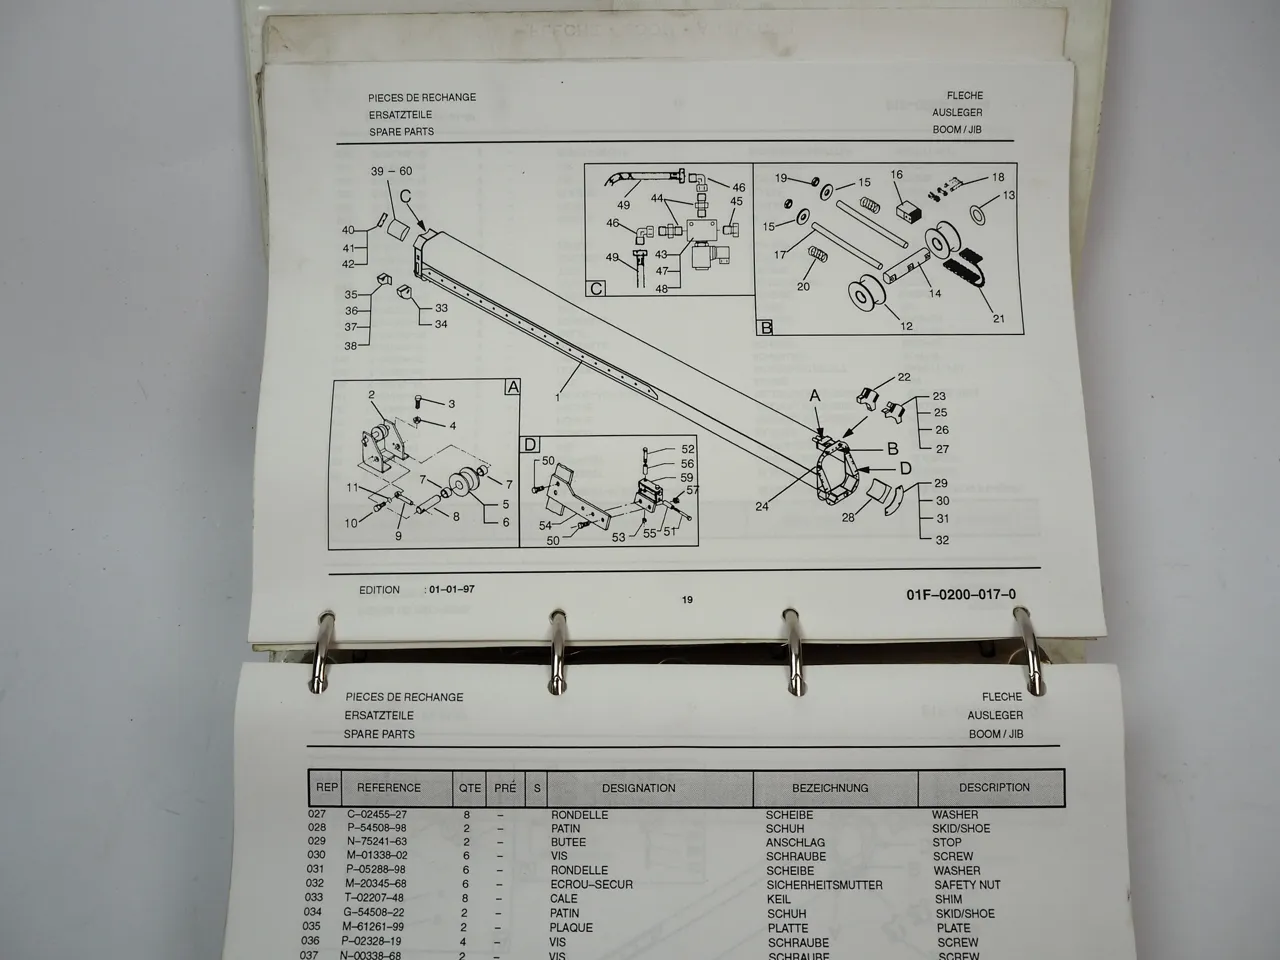 PIECES DE RECHANGE
ERSATZTEILE
SPARE PARTS
FLECHE
AUSLEGER
BOOM / JIB
39 – 60
C
40
41
42
35
36
37
38
33
34
1
49
44
46
45
46
49
43
47
48
C
19
15
16
18
13
15
17
20
14
12
21
B
A
2
3
4
7
7
5
6
8
9
10
11
D
50
52
56
59
57
54
50
53
55
51
A
22
23
25
26
27
B
D
24
28
29
30
31
32
EDITION : 01–01–97
19
01F–0200–017–0
PIECES DE RECHANGE
ERSATZTEILE
SPARE PARTS
FLECHE
AUSLEGER
BOOM / JIB
REP REFERENCE QTE PRÉ S DESIGNATION BEZEICHNUNG DESCRIPTION
027 C–02455–27 8 – RONDELLE SCHEIBE WASHER
028 P–54508–98 2 – PATIN SCHUH SKID/SHOE
029 N–75241–63 2 – BUTEE ANSCHLAG STOP
030 M–01338–02 6 – VIS SCHRAUBE SCREW
031 P–05288–98 6 – RONDELLE SCHEIBE WASHER
032 M–20345–68 6 – ECROU–SECUR SICHERHEITSMUTTER SAFETY NUT
033 T–02207–48 8 – CALE KEIL SHIM
034 G–54508–22 2 – PATIN SCHUH SKID/SHOE
035 M–61261–99 2 – PLAQUE PLATTE PLATE
036 P–02328–19 4 – VIS SCHRAUBE SCREW
037 N–00338–68 2 – VIS SCHRAUBE SCREW